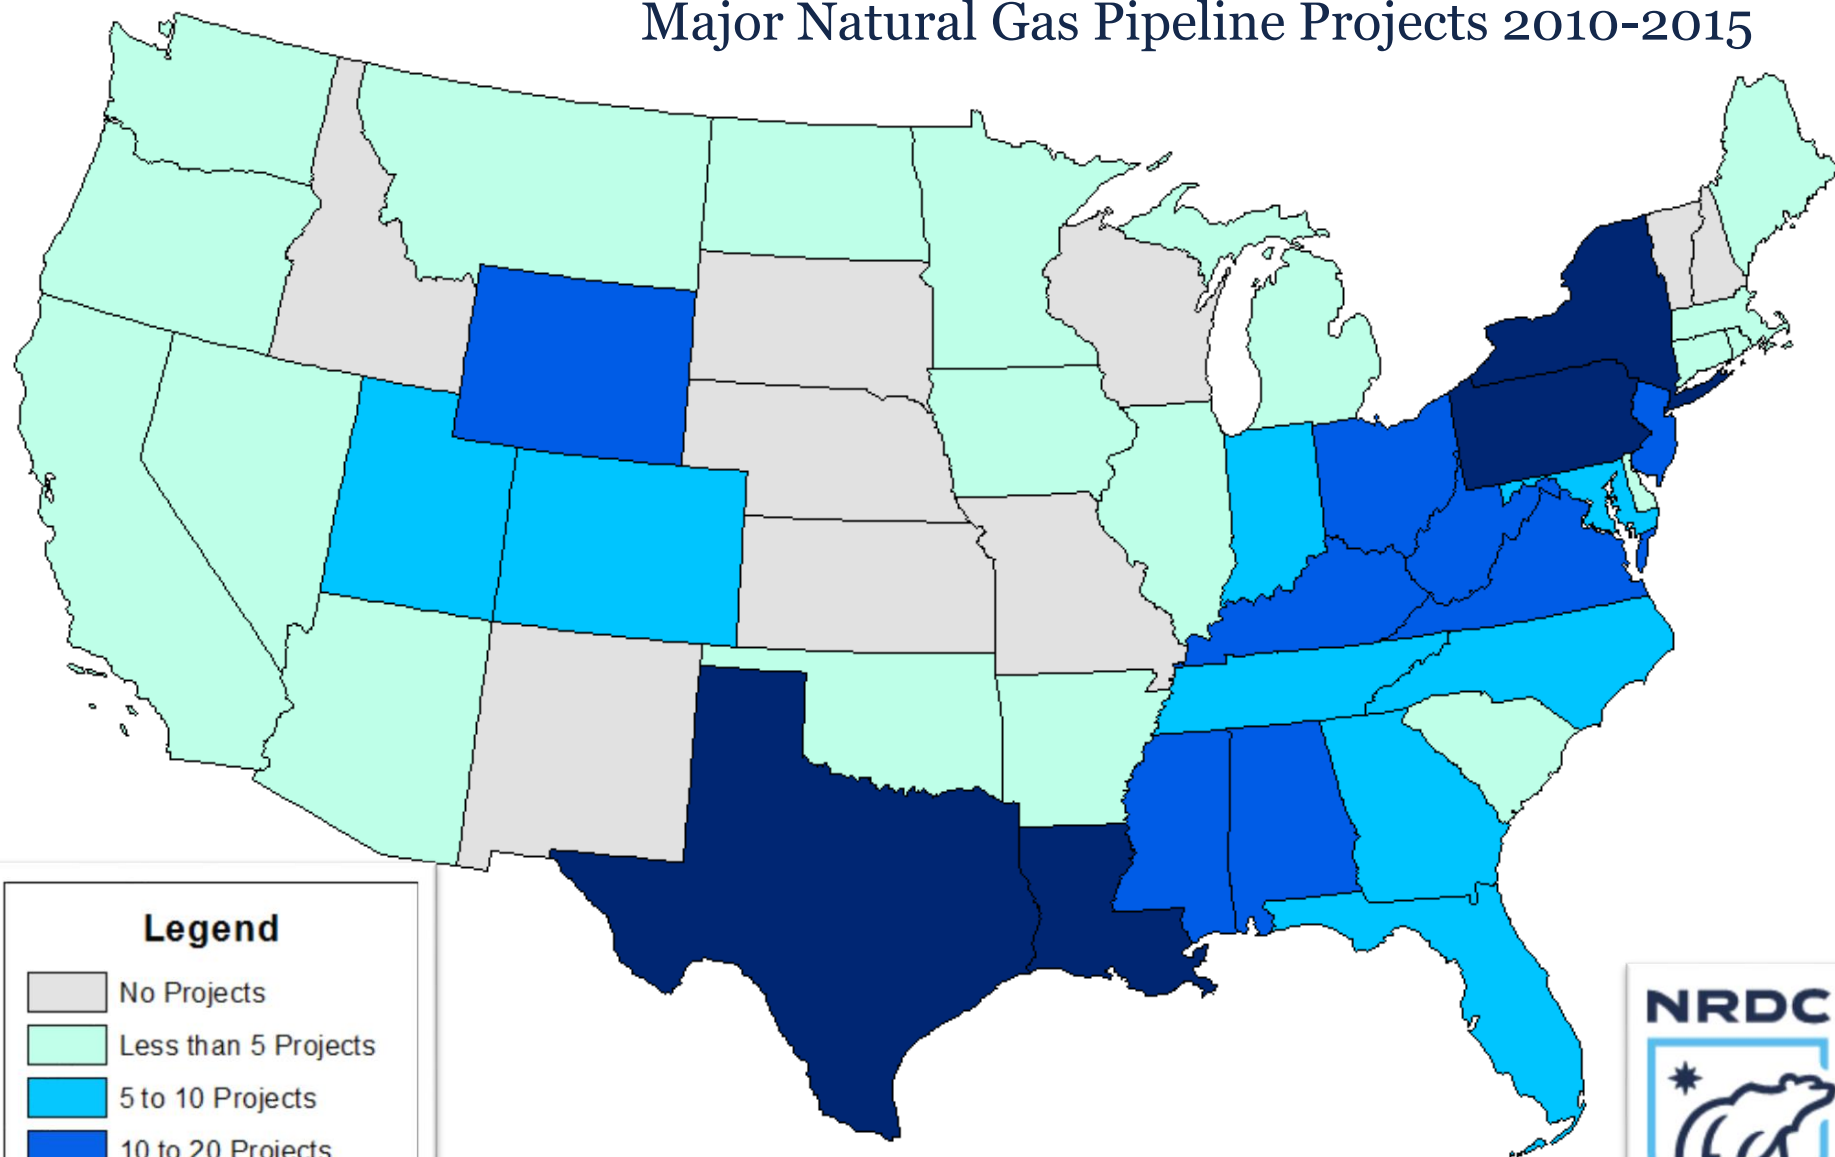 Major Natural Gas Pipeline Projects 2010-2015
Legend
No Projects
Less than 5 Projects
5 to 10 Projects
10 to 20 Projects
NRDC